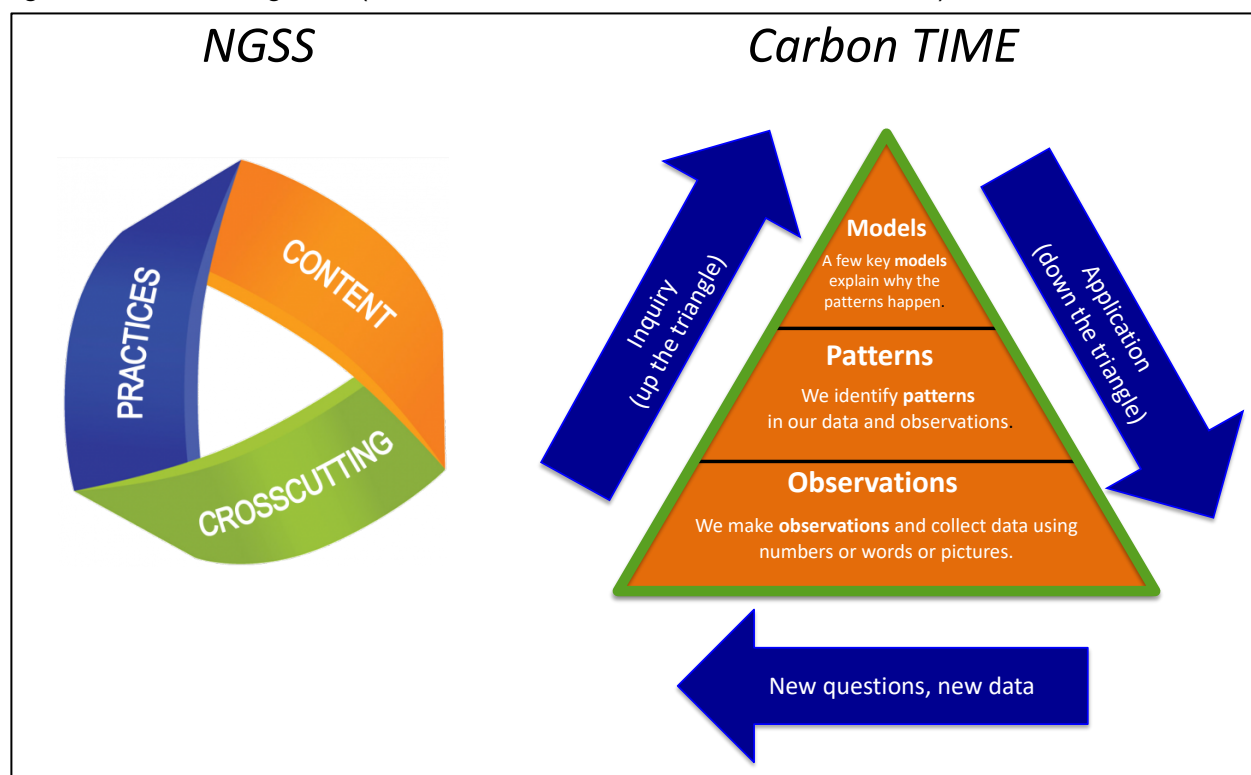 NGSS
Carbon TIME
PRACTICES
CONTENT
CROSSCUTTING
Inquiry
(up the triangle)
Models
A few key models
explain why the
patterns happen.
Patterns
We identify patterns
in our data and observations.
Observations
We make observations and collect data using
numbers or words or pictures.
Application
(down the triangle)
New questions, new data